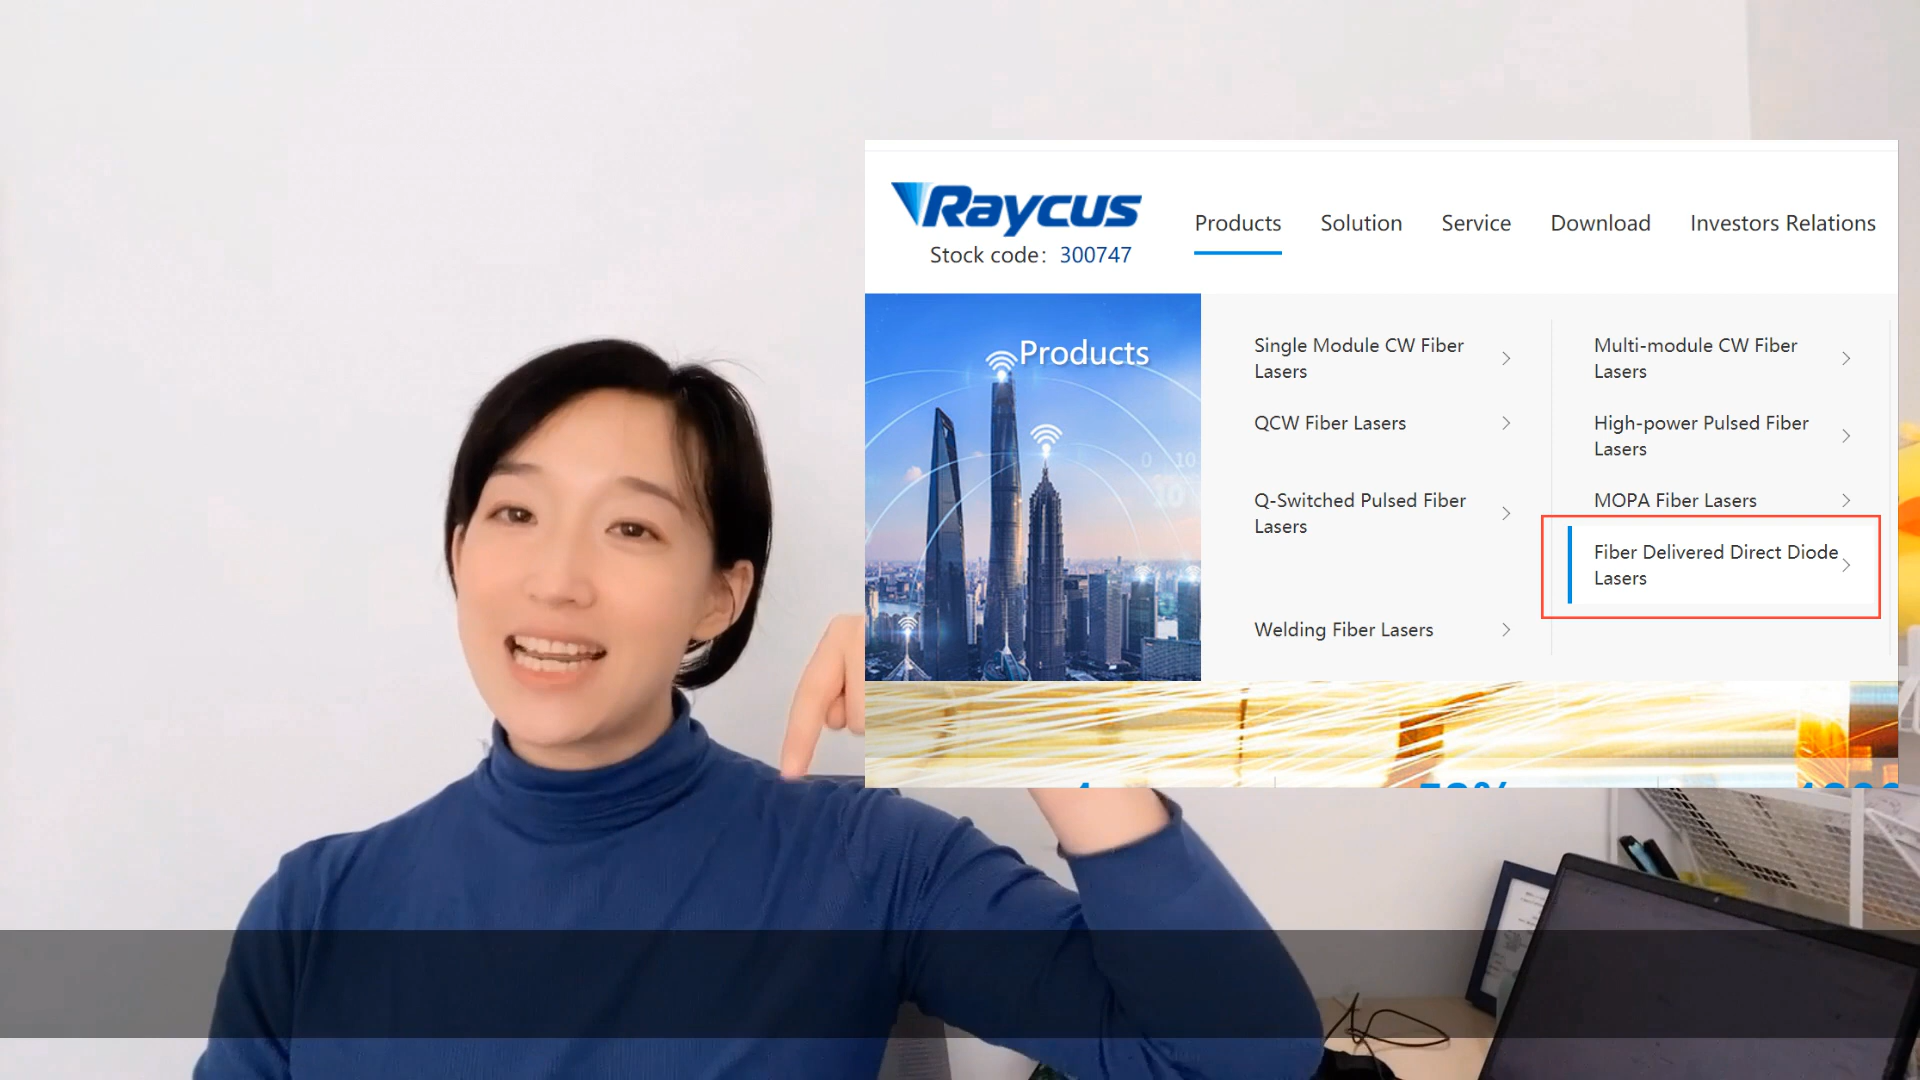 Raycus
Stock code: 300747
Products
Solution
Service
Download
Investors Relations
Products
Single Module CW Fiber
Lasers
QCW Fiber Lasers
Q-Switched Pulsed Fiber
Lasers
Welding Fiber Lasers
Multi-module CW Fiber
Lasers
High-power Pulsed Fiber
Lasers
MOPA Fiber Lasers
Fiber Delivered Direct Diode
Lasers